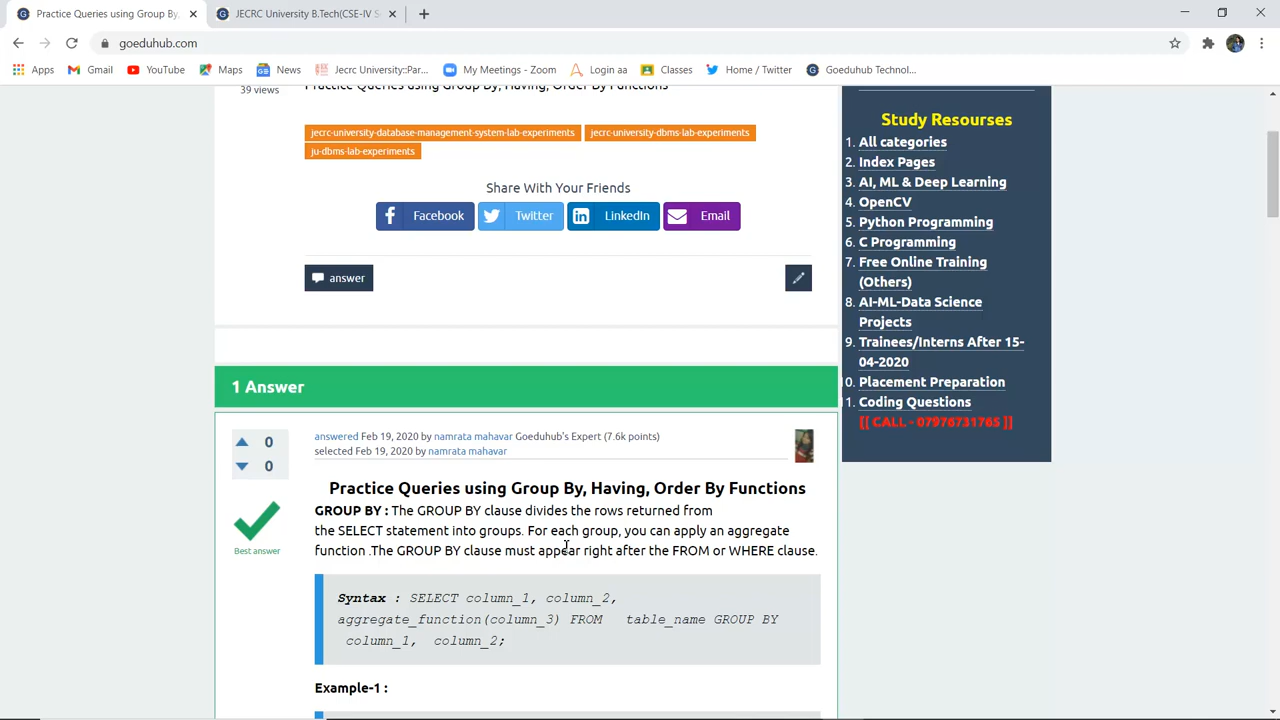 Practice Queries using Group By,
JECRC University B.Tech(CSE-IV S
goeduhub.com
Apps
Gmail
YouTube
Maps
News
Jecrc University::Par...
My Meetings - Zoom
Login aa
Classes
Home / Twitter
Goeduhub Technol...
39 views
Practice Queries using Group By, Having, Order By Functions
jecrc-university-database-management-system-lab-experiments
jecrc-university-dbms-lab-experiments
ju-dbms-lab-experiments
Share With Your Friends
Facebook
Twitter
LinkedIn
Email
answer
1 Answer
0
0
Best answer
answered Feb 19, 2020 by namrata mahavar Goeduhub's Expert (7.6k points)
selected Feb 19, 2020 by namrata mahavar
Practice Queries using Group By, Having, Order By Functions
GROUP BY : The GROUP BY clause divides the rows returned from
the SELECT statement into groups. For each group, you can apply an aggregate
function .The GROUP BY clause must appear right after the FROM or WHERE clause.
Syntax : SELECT column_1, column_2,
aggregate_function(column_3) FROM table_name GROUP BY
column_1, column_2;
Example-1 :
Study Resourses
1. All categories
2. Index Pages
3. AI, ML & Deep Learning
4. OpenCV
5. Python Programming
6. C Programming
7. Free Online Training
(Others)
8. AI-ML-Data Science
Projects
9. Trainees/Interns After 15-
04-2020
10. Placement Preparation
11. Coding Questions
[[ CALL - 07976731765 ]]